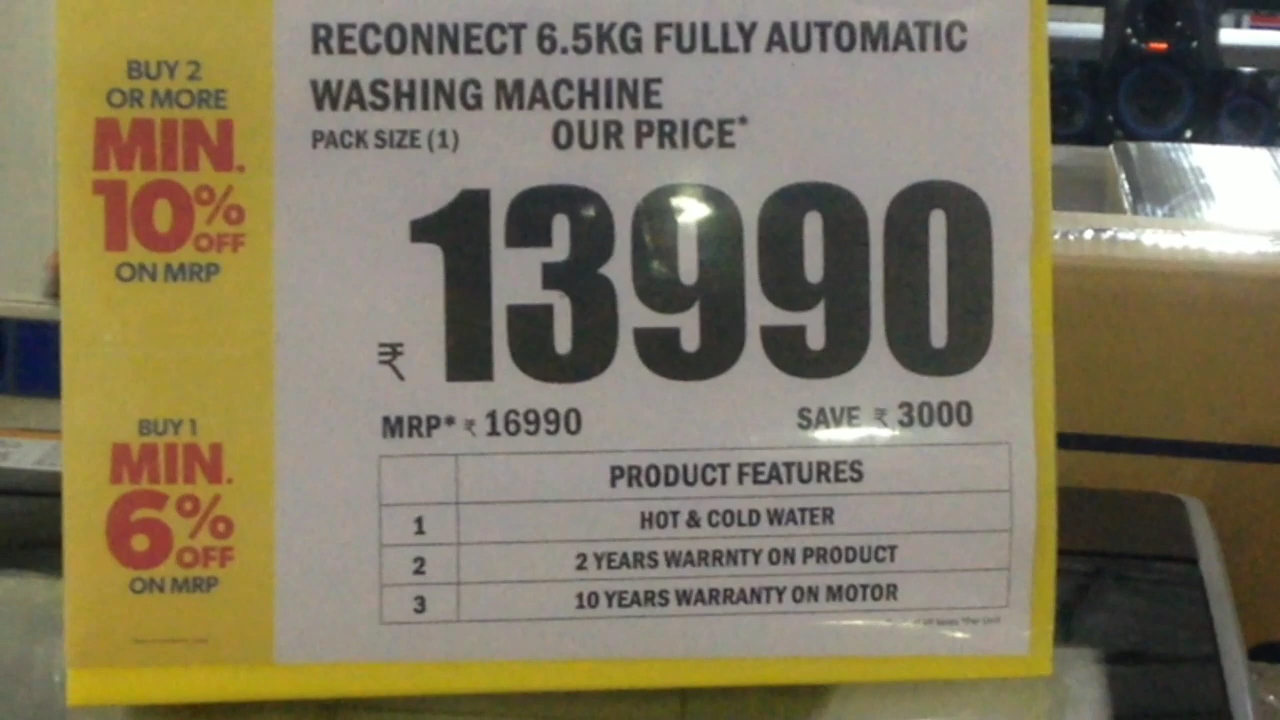 BUY 2
OR MORE
MIN.
10% OFF
ON MRP
BUY 1
MIN.
6% OFF
ON MRP
RECONNECT 6.5KG FULLY AUTOMATIC
WASHING MACHINE
PACK SIZE (1) OUR PRICE*
₹ 13990
MRP* ₹ 16990 SAVE ₹ 3000
PRODUCT FEATURES
1 HOT & COLD WATER
2 2 YEARS WARRNTY ON PRODUCT
3 10 YEARS WARRANTY ON MOTOR